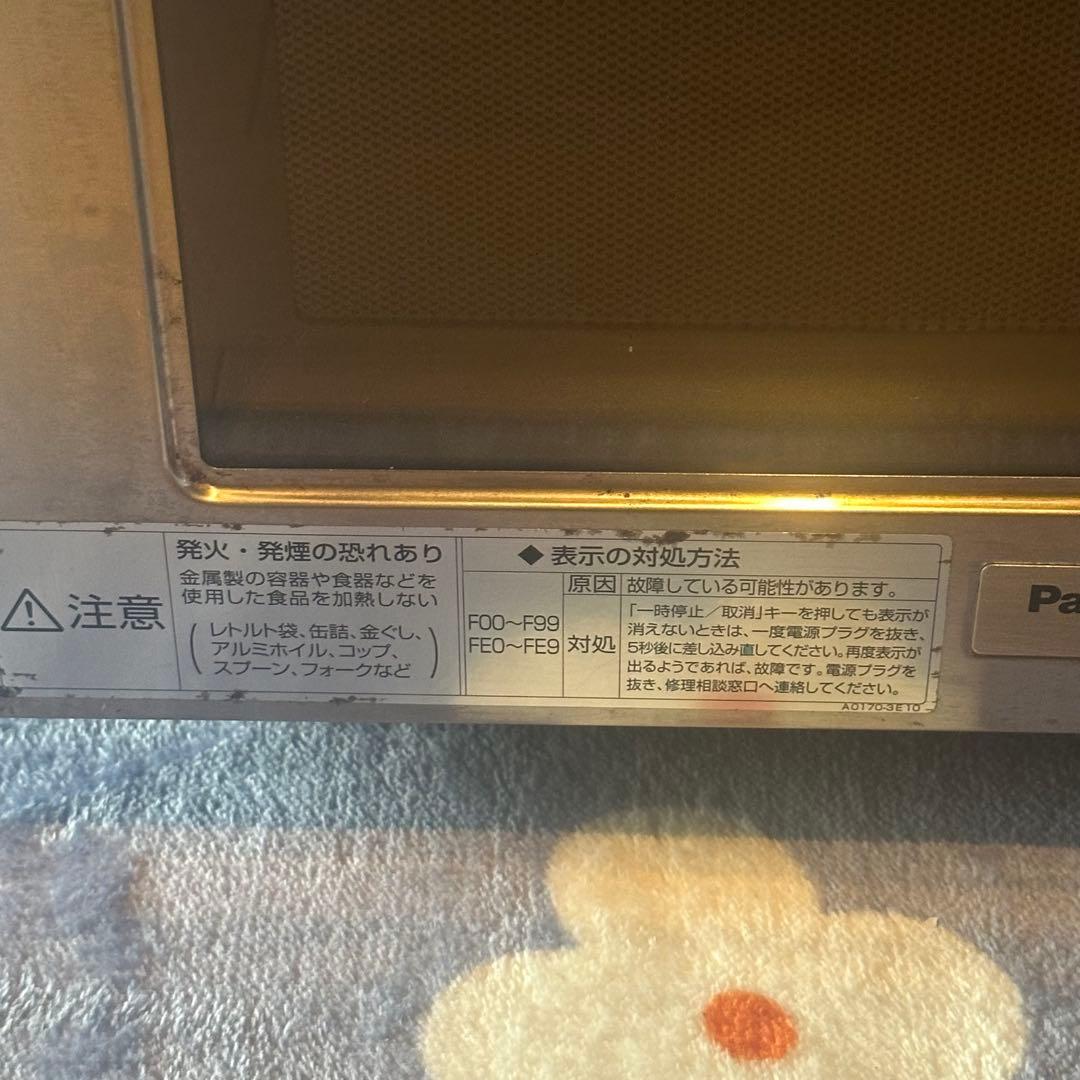 注意
発火・発煙の恐れあり
金属製の容器や食器などを
使用した食品を加熱しない
(レトルト袋、缶詰、金ぐし、
アルミホイル、コップ、
スプーン、フォークなど)
◆ 表示の対処方法
F00〜F99
FE0〜FE9
原因 故障している可能性があります。
対処
「一時停止/取消」キーを押しても表示が
消えないときは、一度電源プラグを抜き、
5秒後に差し込み直してください。再度表示が
出るようであれば、故障です。電源プラグを
抜き、修理相談窓口へ連絡してください。
A0170-3E10
Pa